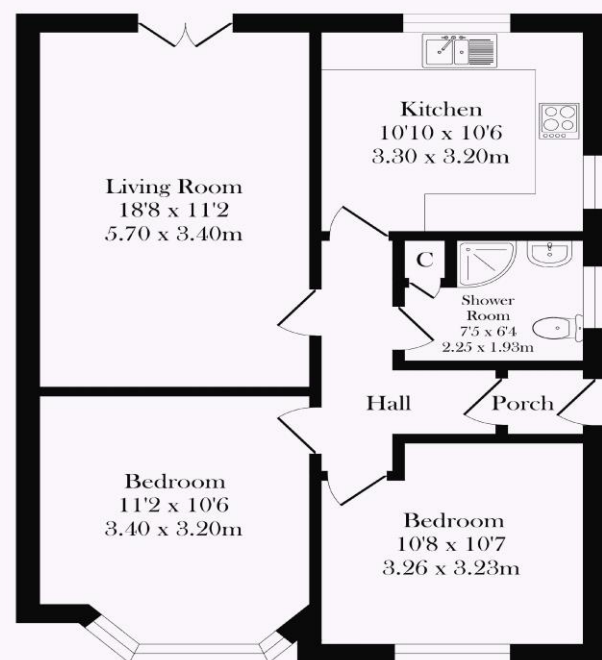 Living Room
18'8 x 11'2
5.70 x 3.40m
Kitchen
10'10 x 10'6
3.30 x 3.20m
C
Shower
Room
7'5 x 6'4
2.25 x 1.93m
Hall
Porch
Bedroom
11'2 x 10'6
3.40 x 3.20m
Bedroom
10'8 x 10'7
3.26 x 3.23m